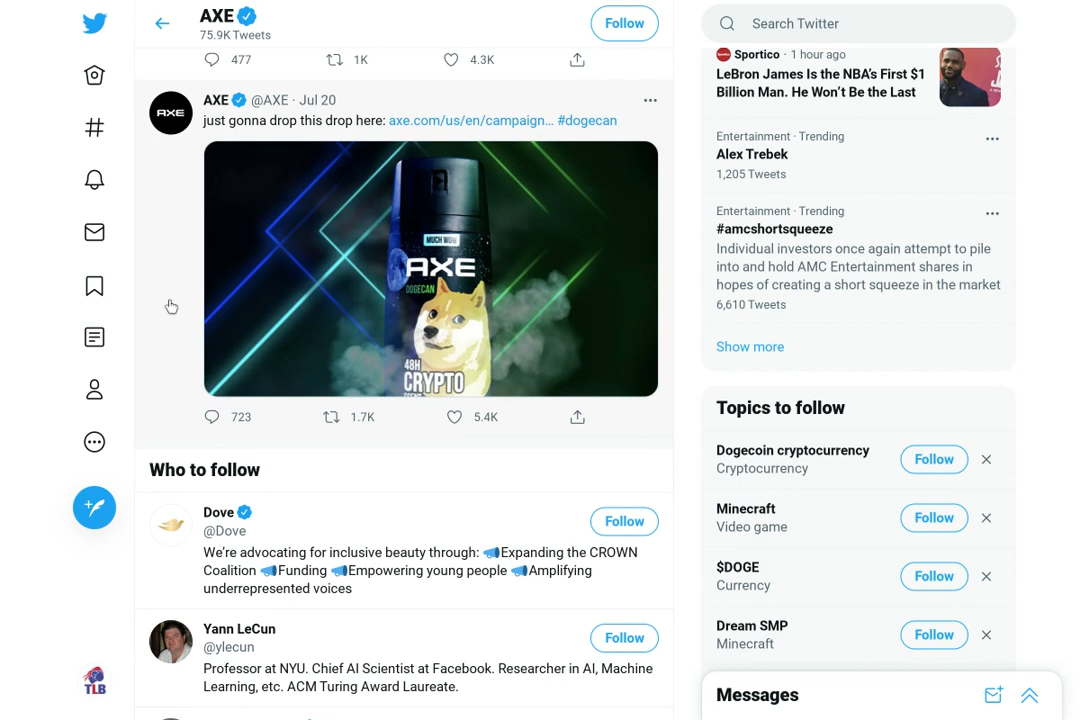 AXE
75.9K Tweets
Follow
Search Twitter
477 1K 4.3K
AXE @AXE · Jul 20
just gonna drop this drop here: axe.com/us/en/campaign... #dogecan
MUCH WOW
AXE
DOGECAN
48H
CRYPTO
723 1.7K 5.4K
Who to follow
Dove
@Dove
Follow
We're advocating for inclusive beauty through: 📣Expanding the CROWN
Coalition 📣Funding 📣Empowering young people 📣Amplifying
underrepresented voices
Yann LeCun
@ylecun
Follow
Professor at NYU. Chief AI Scientist at Facebook. Researcher in AI, Machine
Learning, etc. ACM Turing Award Laureate.
Sportico · 1 hour ago
LeBron James Is the NBA's First $1
Billion Man. He Won't Be the Last
Entertainment · Trending
Alex Trebek
1,205 Tweets
Entertainment · Trending
#amcshortsqueeze
Individual investors once again attempt to pile
into and hold AMC Entertainment shares in
hopes of creating a short squeeze in the market
6,610 Tweets
Show more
Topics to follow
Dogecoin cryptocurrency
Cryptocurrency
Follow
Minecraft
Video game
Follow
$DOGE
Currency
Follow
Dream SMP
Minecraft
Follow
Messages
AXE
TLB